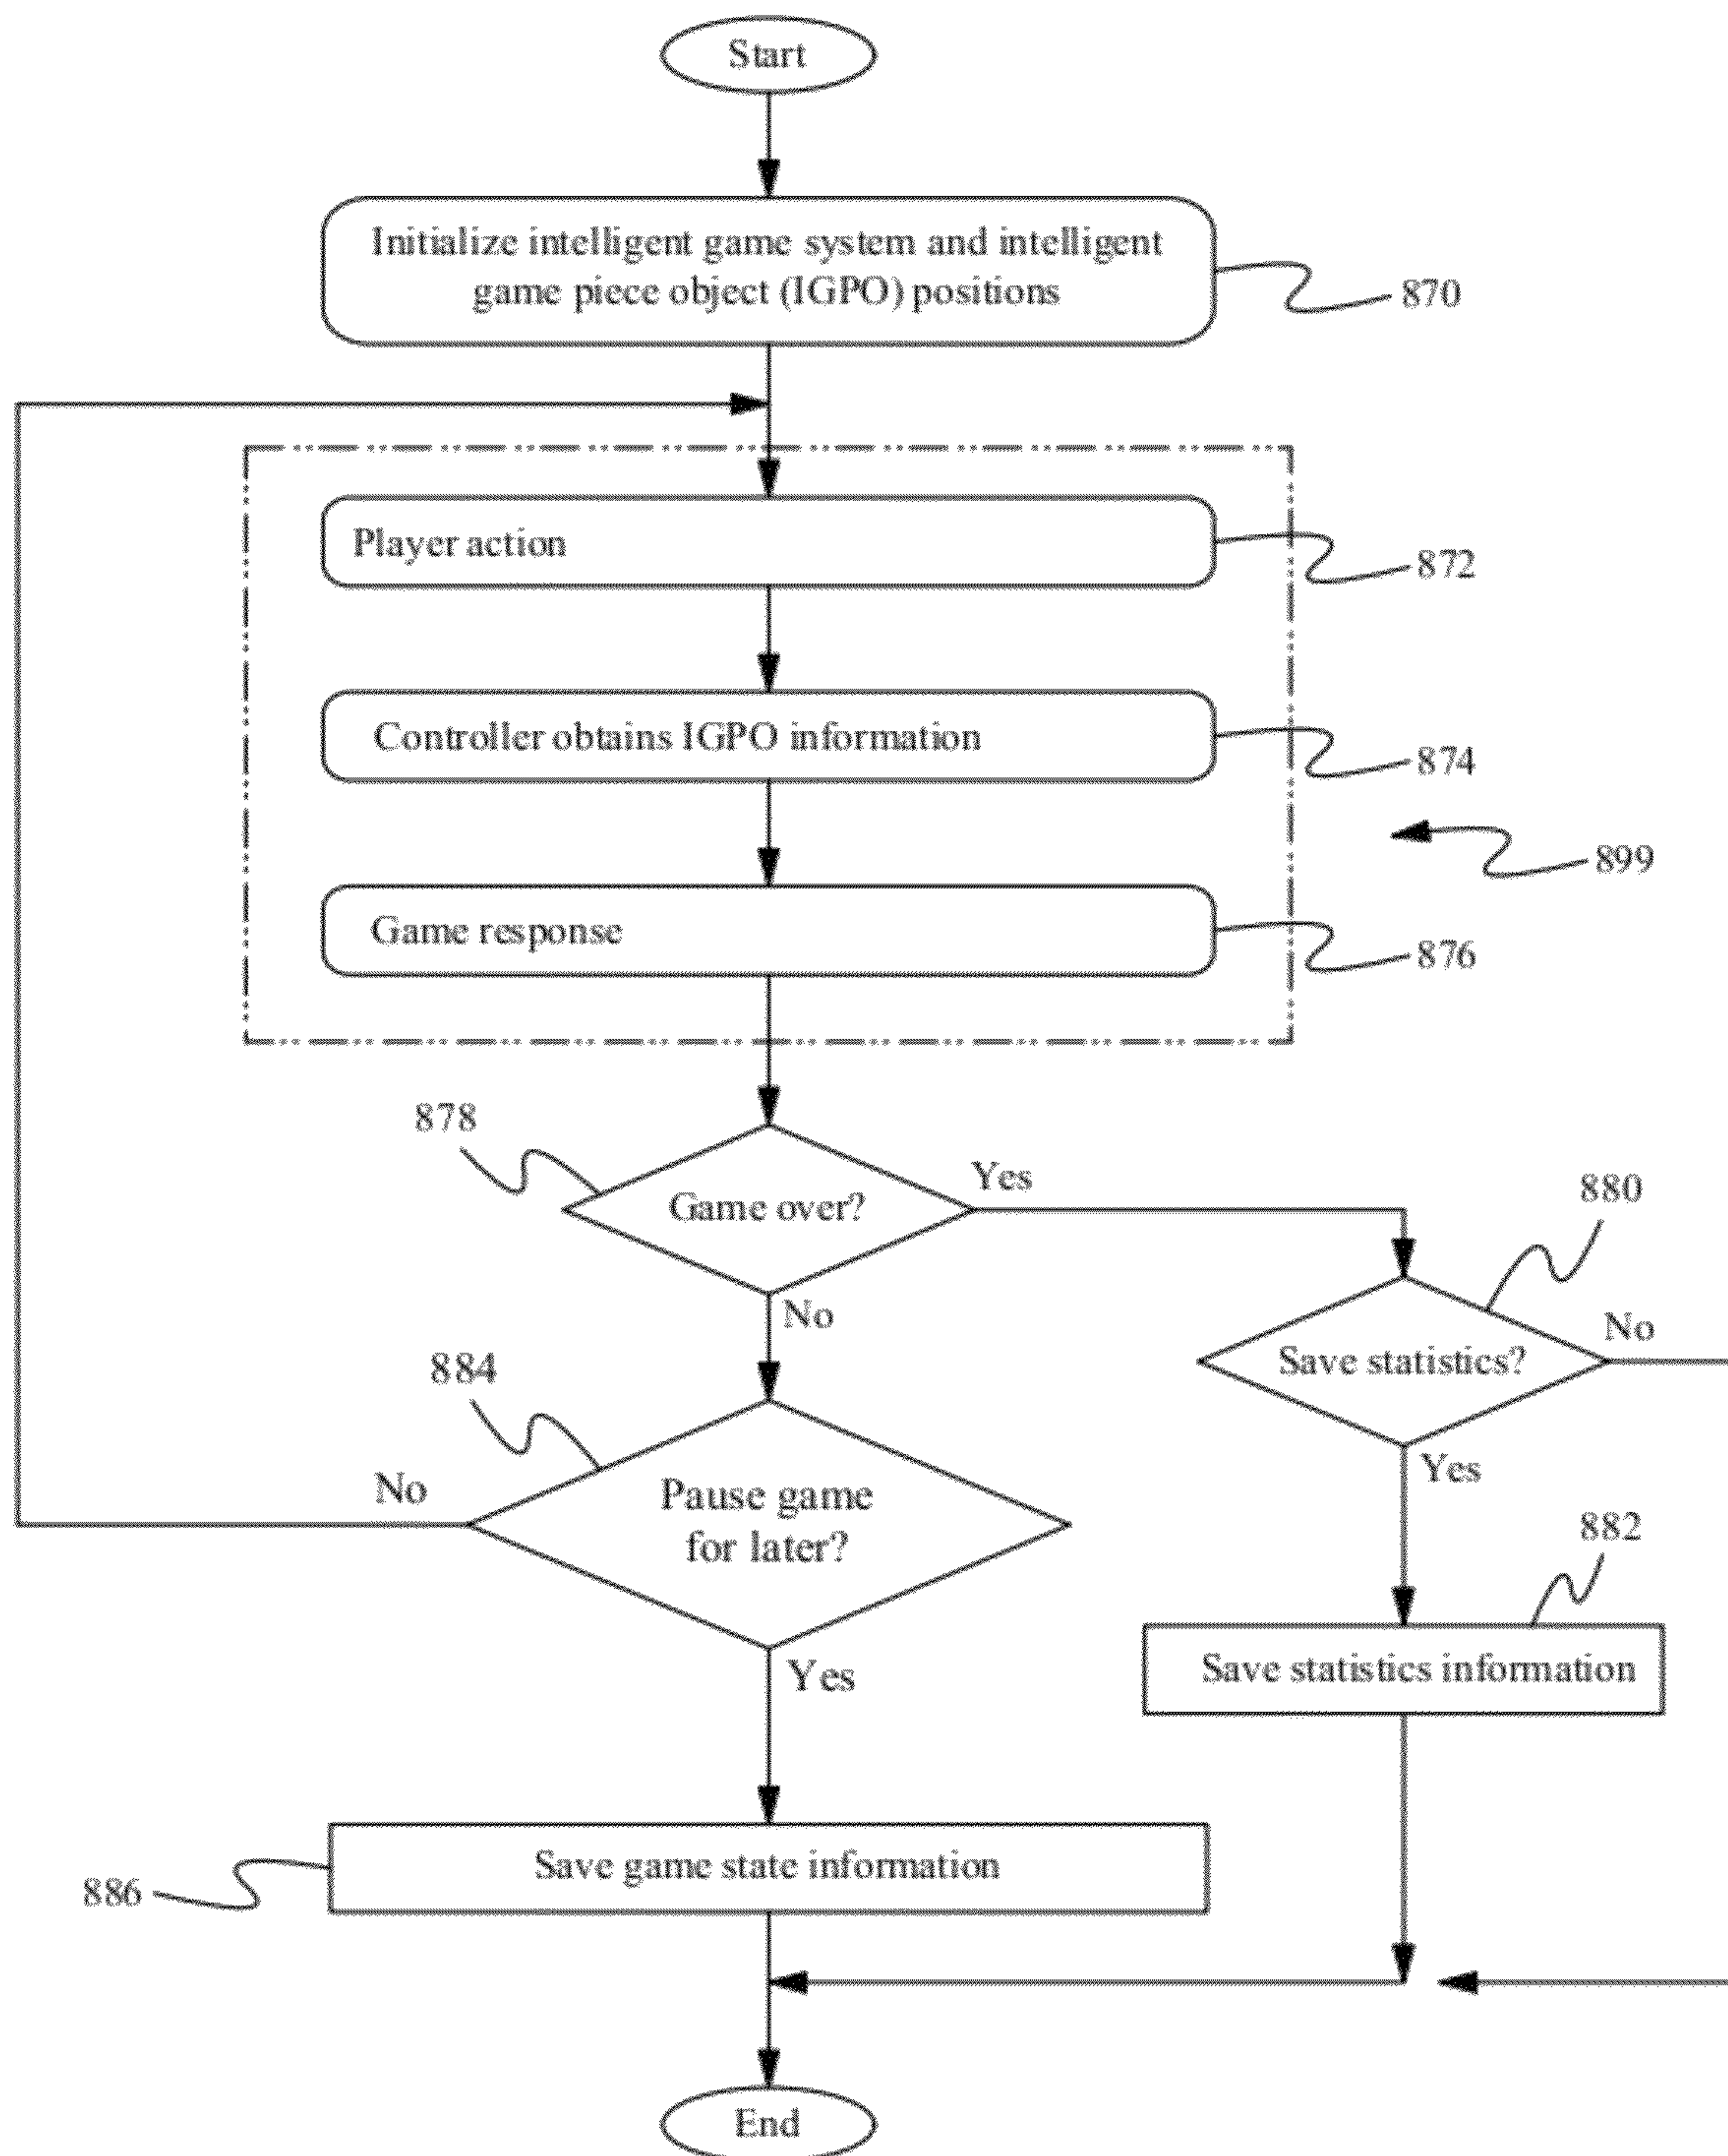 Start
Initialize intelligent game system and intelligent
game piece object (IGPO) positions
870
Player action
872
Controller obtains IGPO information
874
899
Game response
876
878
Game over?
Yes
No
880
Save statistics?
No
Yes
884
Pause game
for later?
No
Yes
882
Save statistics information
Save game state information
886
End